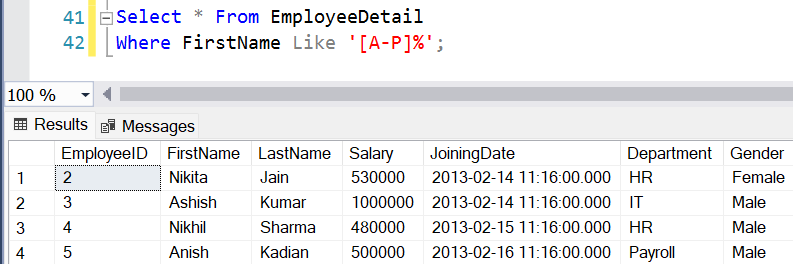 41 Select * From EmployeeDetail
42 Where FirstName Like '[A-P]%';
100 %
Results Messages
EmployeeID FirstName LastName Salary JoiningDate Department Gender
1 2 Nikita Jain 530000 2013-02-14 11:16:00.000 HR Female
2 3 Ashish Kumar 1000000 2013-02-14 11:16:00.000 IT Male
3 4 Nikhil Sharma 480000 2013-02-15 11:16:00.000 HR Male
4 5 Anish Kadian 500000 2013-02-16 11:16:00.000 Payroll Male